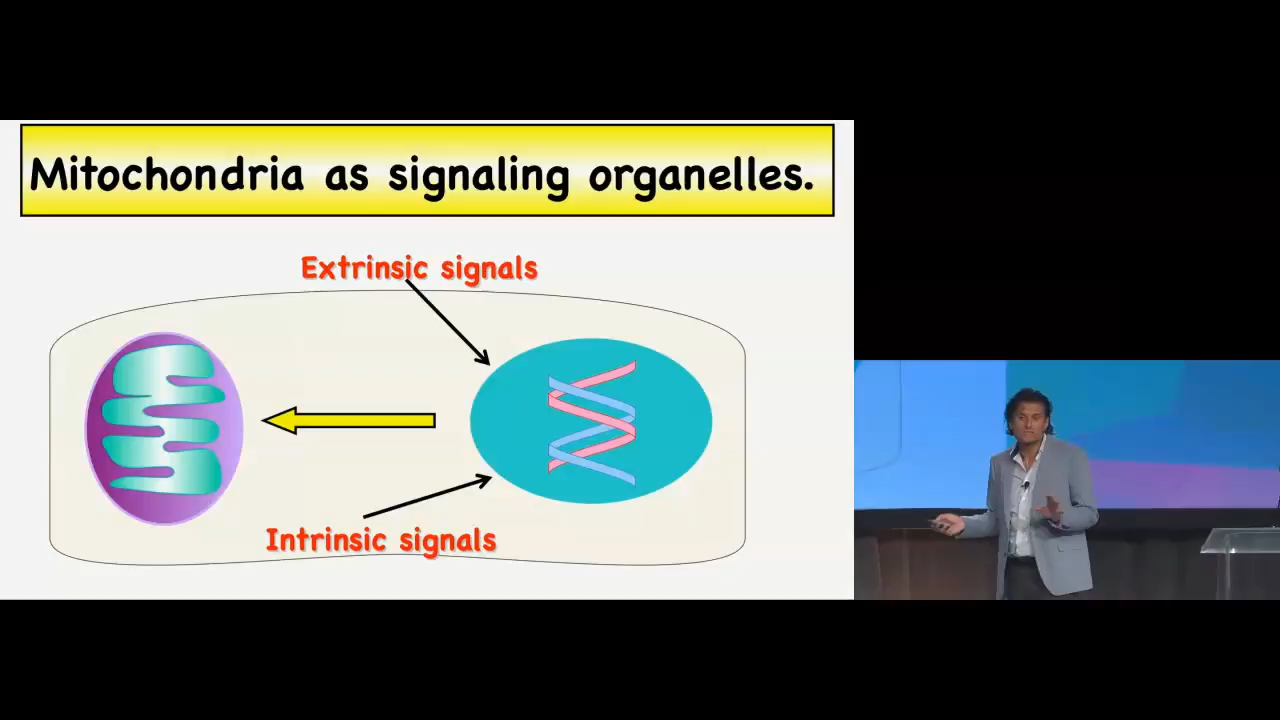 Mitochondria as signaling organelles.
Extrinsic signals
Intrinsic signals